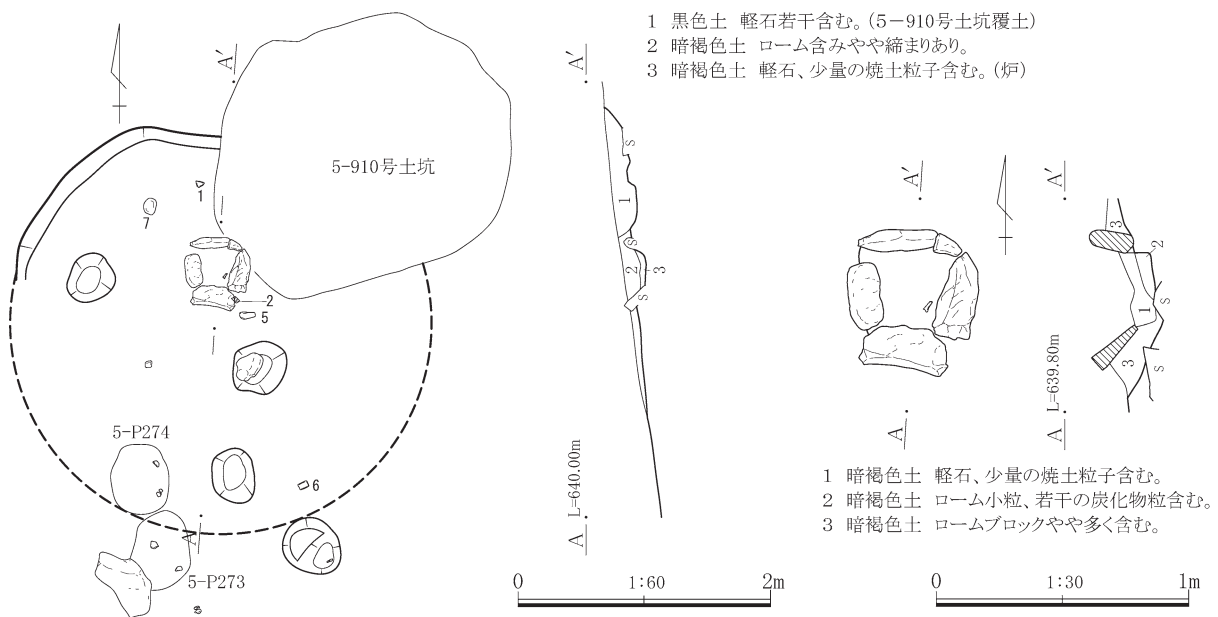 1 黒色土 軽石若干含む。(5－910号土坑覆土)
2 暗褐色土 ローム含みやや締まりあり。
3 暗褐色土 軽石、少量の焼土粒子含む。(炉)
A′
5-910号土坑
1
7
2
5
5-P274
6
A
5-P273
A′
S
1
S
2
3
S
L=640.00m
A
0
1:60
2m
A′
A
A′
3
2
S
1
3
S
L=639.80m
A
1 暗褐色土 軽石、少量の焼土粒子含む。
2 暗褐色土 ローム小粒、若干の炭化物粒含む。
3 暗褐色土 ロームブロックやや多く含む。
0
1:30
1m